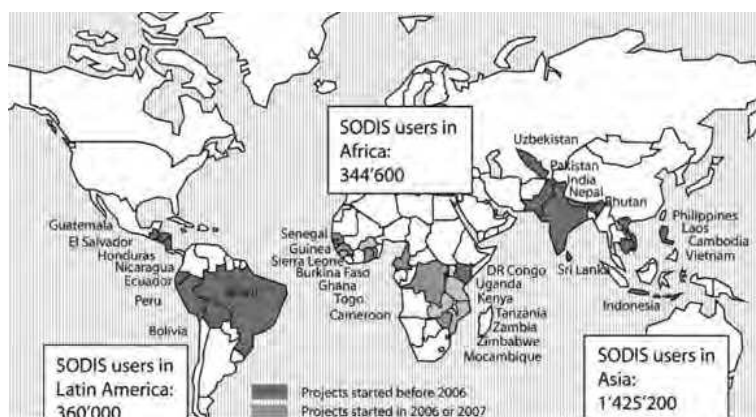 SODIS users in
Africa:
344'600
Uzbekistan
Pakistan
India
Nepal
Bhutan
Guatemala
El Salvador
Honduras
Nicaragua
Ecuador
Peru
Brazil
Bolivia
Senegal
Guinea
Sierra Leone
Burkina Faso
Ghana
Togo
Cameroon
DR Congo
Uganda
Kenya
Tanzania
Zambia
Zimbabwe
Mocambique
Philippines
Laos
Cambodia
Vietnam
Sri Lanka
Indonesia
SODIS users in
Latin America:
360'000
Projects started before 2006
Projects started in 2006 or 2007
SODIS users in
Asia:
1'425'200